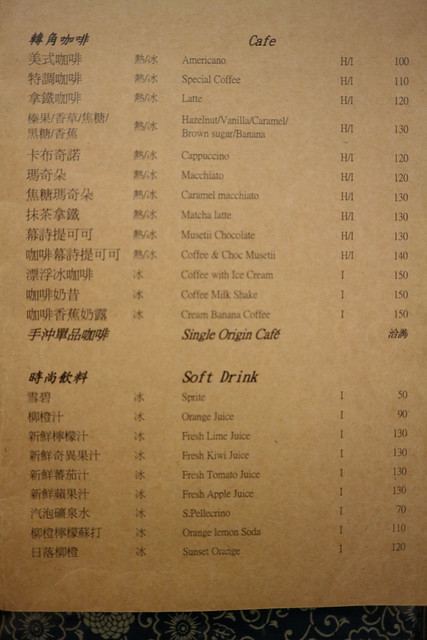 轉角咖啡 Cafe
美式咖啡 熱/冰 Americano H/I 100
特調咖啡 熱/冰 Special Coffee H/I 110
拿鐵咖啡 熱/冰 Latte H/I 120
榛果/香草/焦糖/ 熱/冰 Hazelnut/Vanilla/Caramel/ H/I 130
黑糖/香蕉 Brown sugar/Banana
卡布奇諾 熱/冰 Cappuccino H/I 120
瑪奇朵 熱/冰 Macchiato H/I 120
焦糖瑪奇朵 熱/冰 Caramel macchiato H/I 130
抹茶拿鐵 熱/冰 Matcha latte H/I 130
幕詩提可可 熱/冰 Musetii Chocolate H/I 130
咖啡幕詩提可可 熱/冰 Coffee & Choc Musetii H/I 140
漂浮冰咖啡 冰 Coffee with Ice Cream I 150
咖啡奶昔 冰 Coffee Milk Shake I 150
咖啡香蕉奶露 冰 Cream Banana Coffee I 150
手沖單品咖啡 Single Origin Café 洽詢
時尚飲料 Soft Drink
雪碧 冰 Sprite I 50
柳橙汁 冰 Orange Juice I 90
新鮮檸檬汁 冰 Fresh Lime Juice I 130
新鮮奇異果汁 冰 Fresh Kiwi Juice I 130
新鮮蕃茄汁 冰 Fresh Tomato Juice I 130
新鮮蘋果汁 冰 Fresh Apple Juice I 130
汽泡礦泉水 冰 S.Pellecrino I 70
柳橙檸檬蘇打 冰 Orange lemon Soda I 110
日落柳橙 冰 Sunset Orange I 120